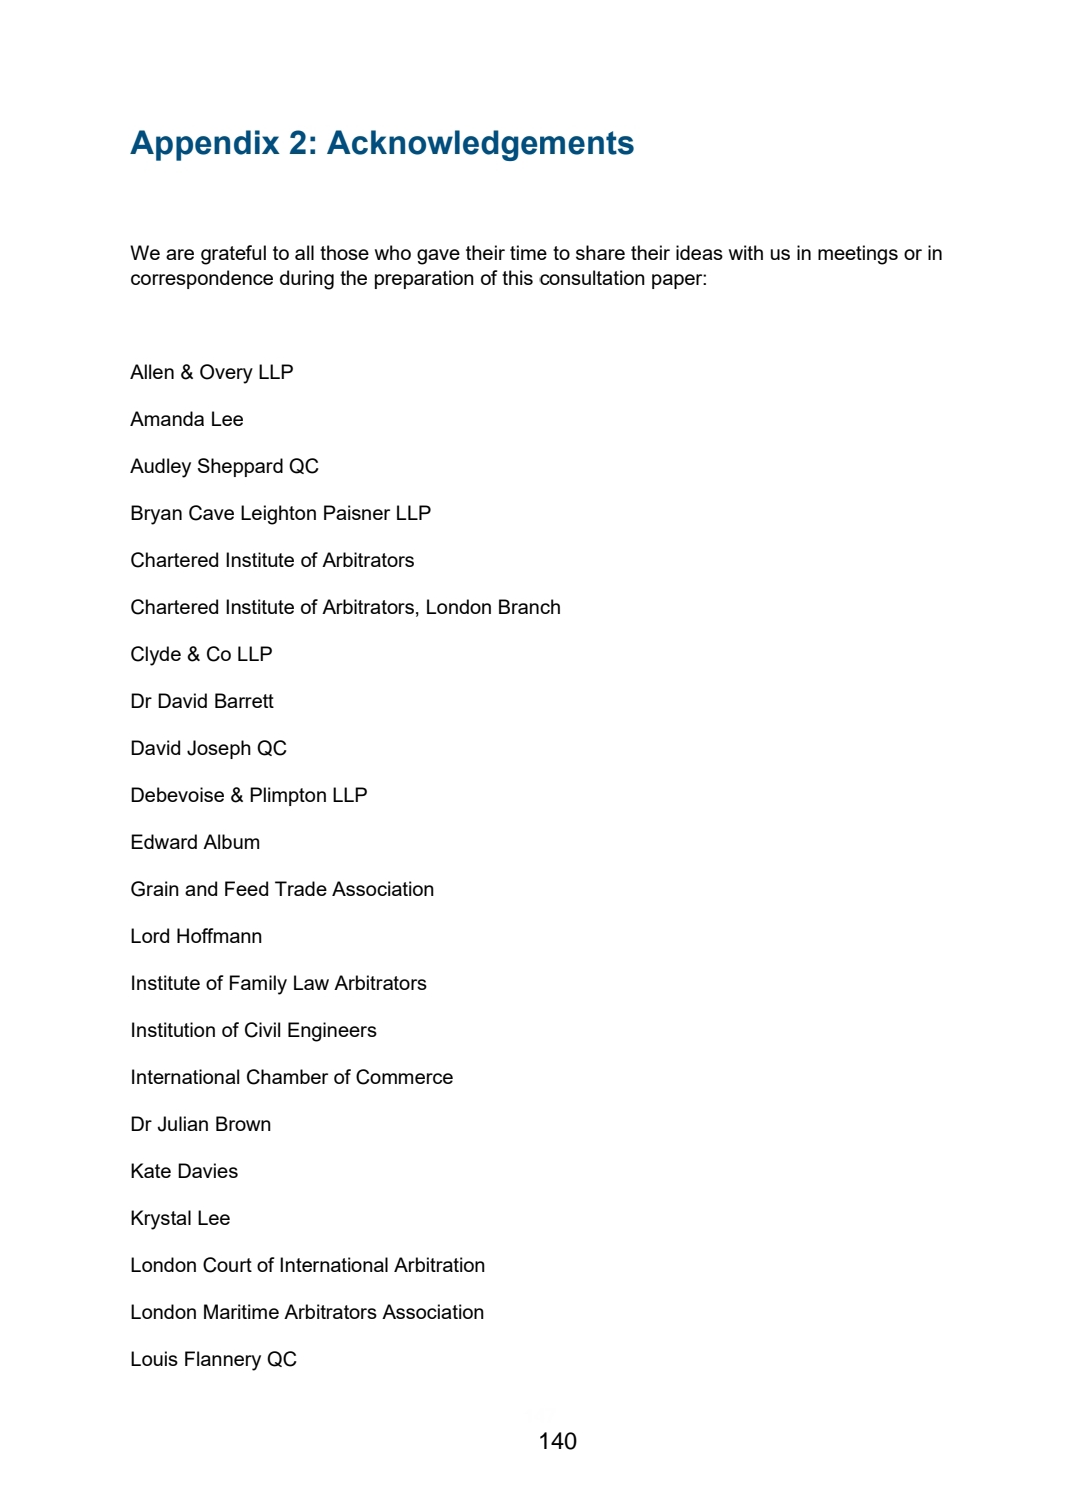 Appendix 2: Acknowledgements
We are grateful to all those who gave their time to share their ideas with us in meetings or in
correspondence during the preparation of this consultation paper:
Allen & Overy LLP
Amanda Lee
Audley Sheppard QC
Bryan Cave Leighton Paisner LLP
Chartered Institute of Arbitrators
Chartered Institute of Arbitrators, London Branch
Clyde & Co LLP
Dr David Barrett
David Joseph QC
Debevoise & Plimpton LLP
Edward Album
Grain and Feed Trade Association
Lord Hoffmann
Institute of Family Law Arbitrators
Institution of Civil Engineers
International Chamber of Commerce
Dr Julian Brown
Kate Davies
Krystal Lee
London Court of International Arbitration
London Maritime Arbitrators Association
Louis Flannery QC
140